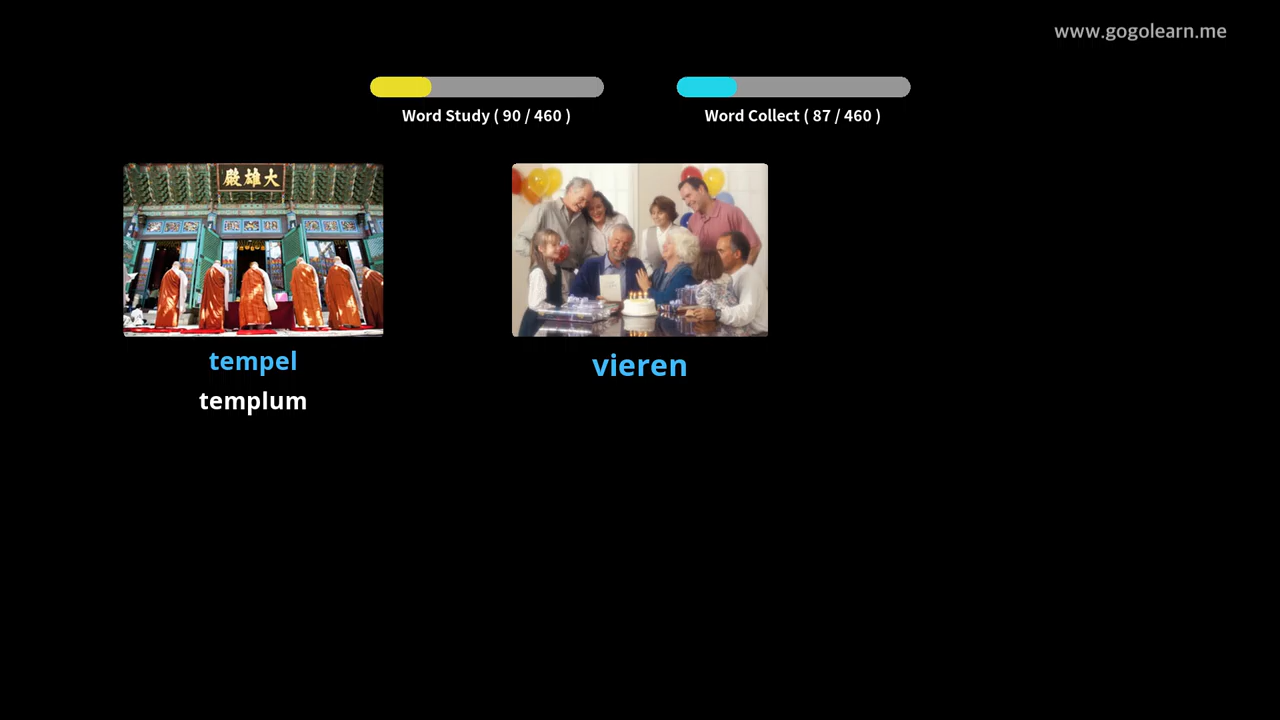 www.gogolearn.me
Word Study ( 90 / 460 )
Word Collect ( 87 / 460 )
殿雄大
tempel
templum
vieren